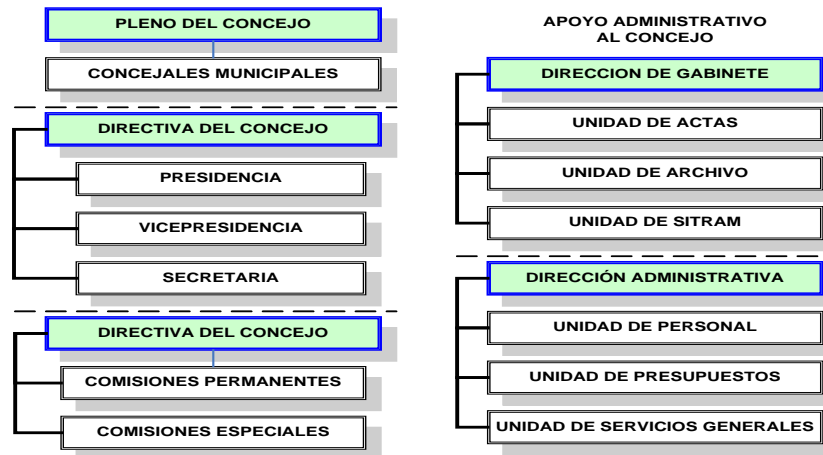 PLENO DEL CONCEJO
CONCEJALES MUNICIPALES
DIRECTIVA DEL CONCEJO
PRESIDENCIA
VICEPRESIDENCIA
SECRETARIA
DIRECTIVA DEL CONCEJO
COMISIONES PERMANENTES
COMISIONES ESPECIALES
APOYO ADMINISTRATIVO
AL CONCEJO
DIRECCION DE GABINETE
UNIDAD DE ACTAS
UNIDAD DE ARCHIVO
UNIDAD DE SITRAM
DIRECCIÓN ADMINISTRATIVA
UNIDAD DE PERSONAL
UNIDAD DE PRESUPUESTOS
UNIDAD DE SERVICIOS GENERALES